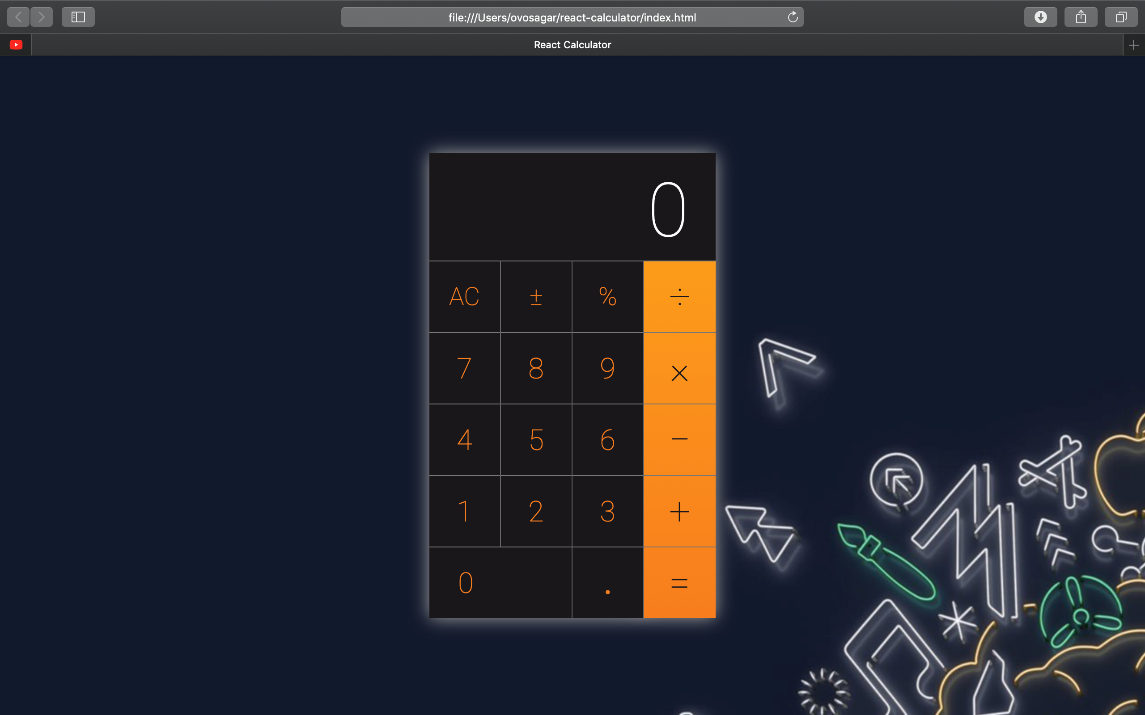 file:///Users/ovosagar/react-calculator/index.html
React Calculator
0
AC ± % ÷
7 8 9 ×
4 5 6 −
1 2 3 +
0 . =